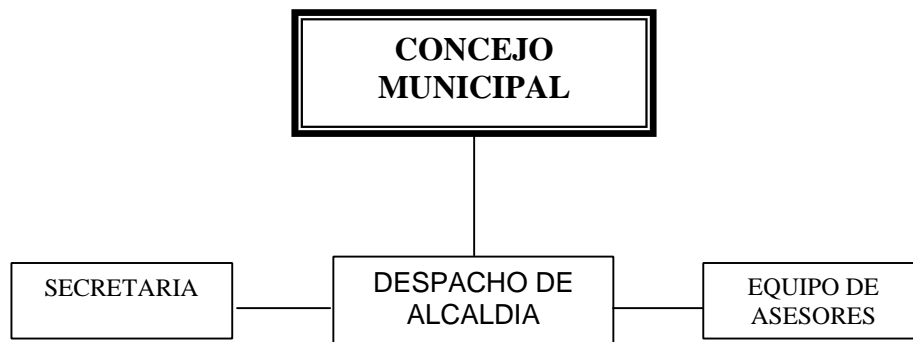 CONCEJO
MUNICIPAL
SECRETARIA
DESPACHO DE
ALCALDIA
EQUIPO DE
ASESORES